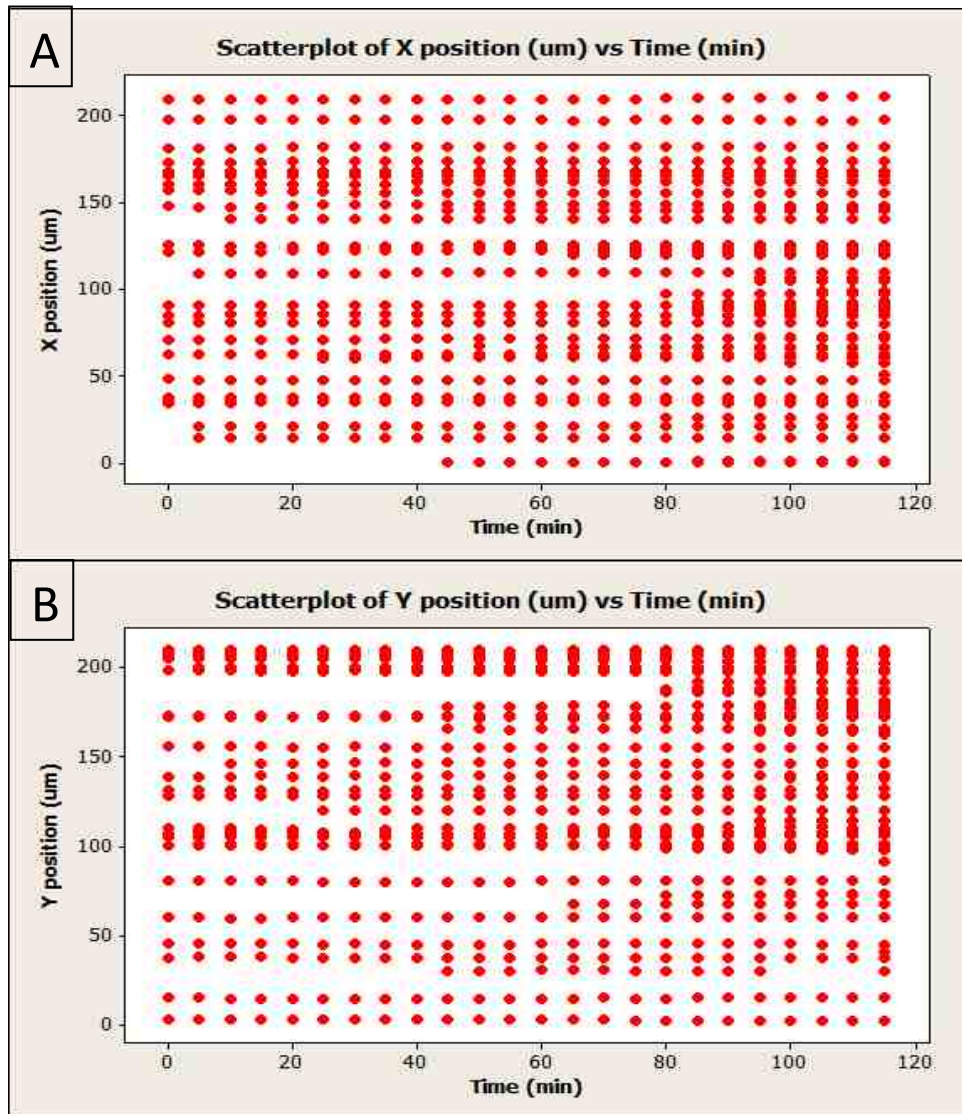 A
Scatterplot of X position (um) vs Time (min)
X position (um)
200
150
100
50
0
0 20 40 60 80 100 120
Time (min)
B
Scatterplot of Y position (um) vs Time (min)
Y position (um)
200
150
100
50
0
0 20 40 60 80 100 120
Time (min)